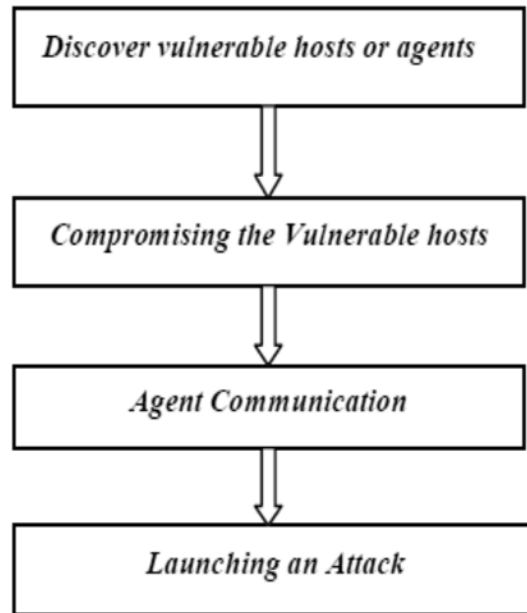 Discover vulnerable hosts or agents
Compromising the Vulnerable hosts
Agent Communication
Launching an Attack